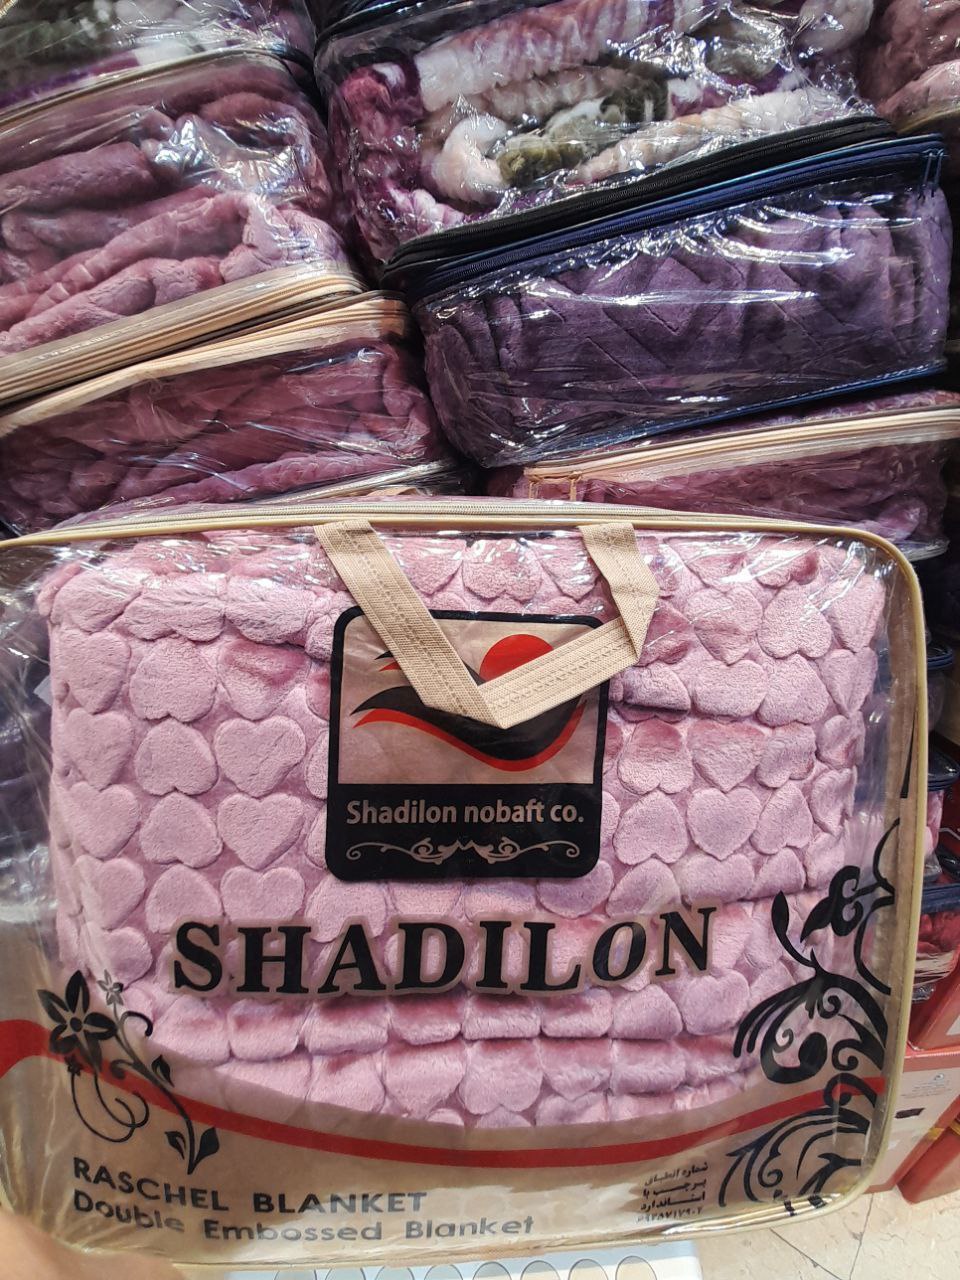 Shadilon nobaft co.
SHADILON
RASCHEL BLANKET
Double Embossed Blanket
شماره انطباق
برچسب با
استاندارد